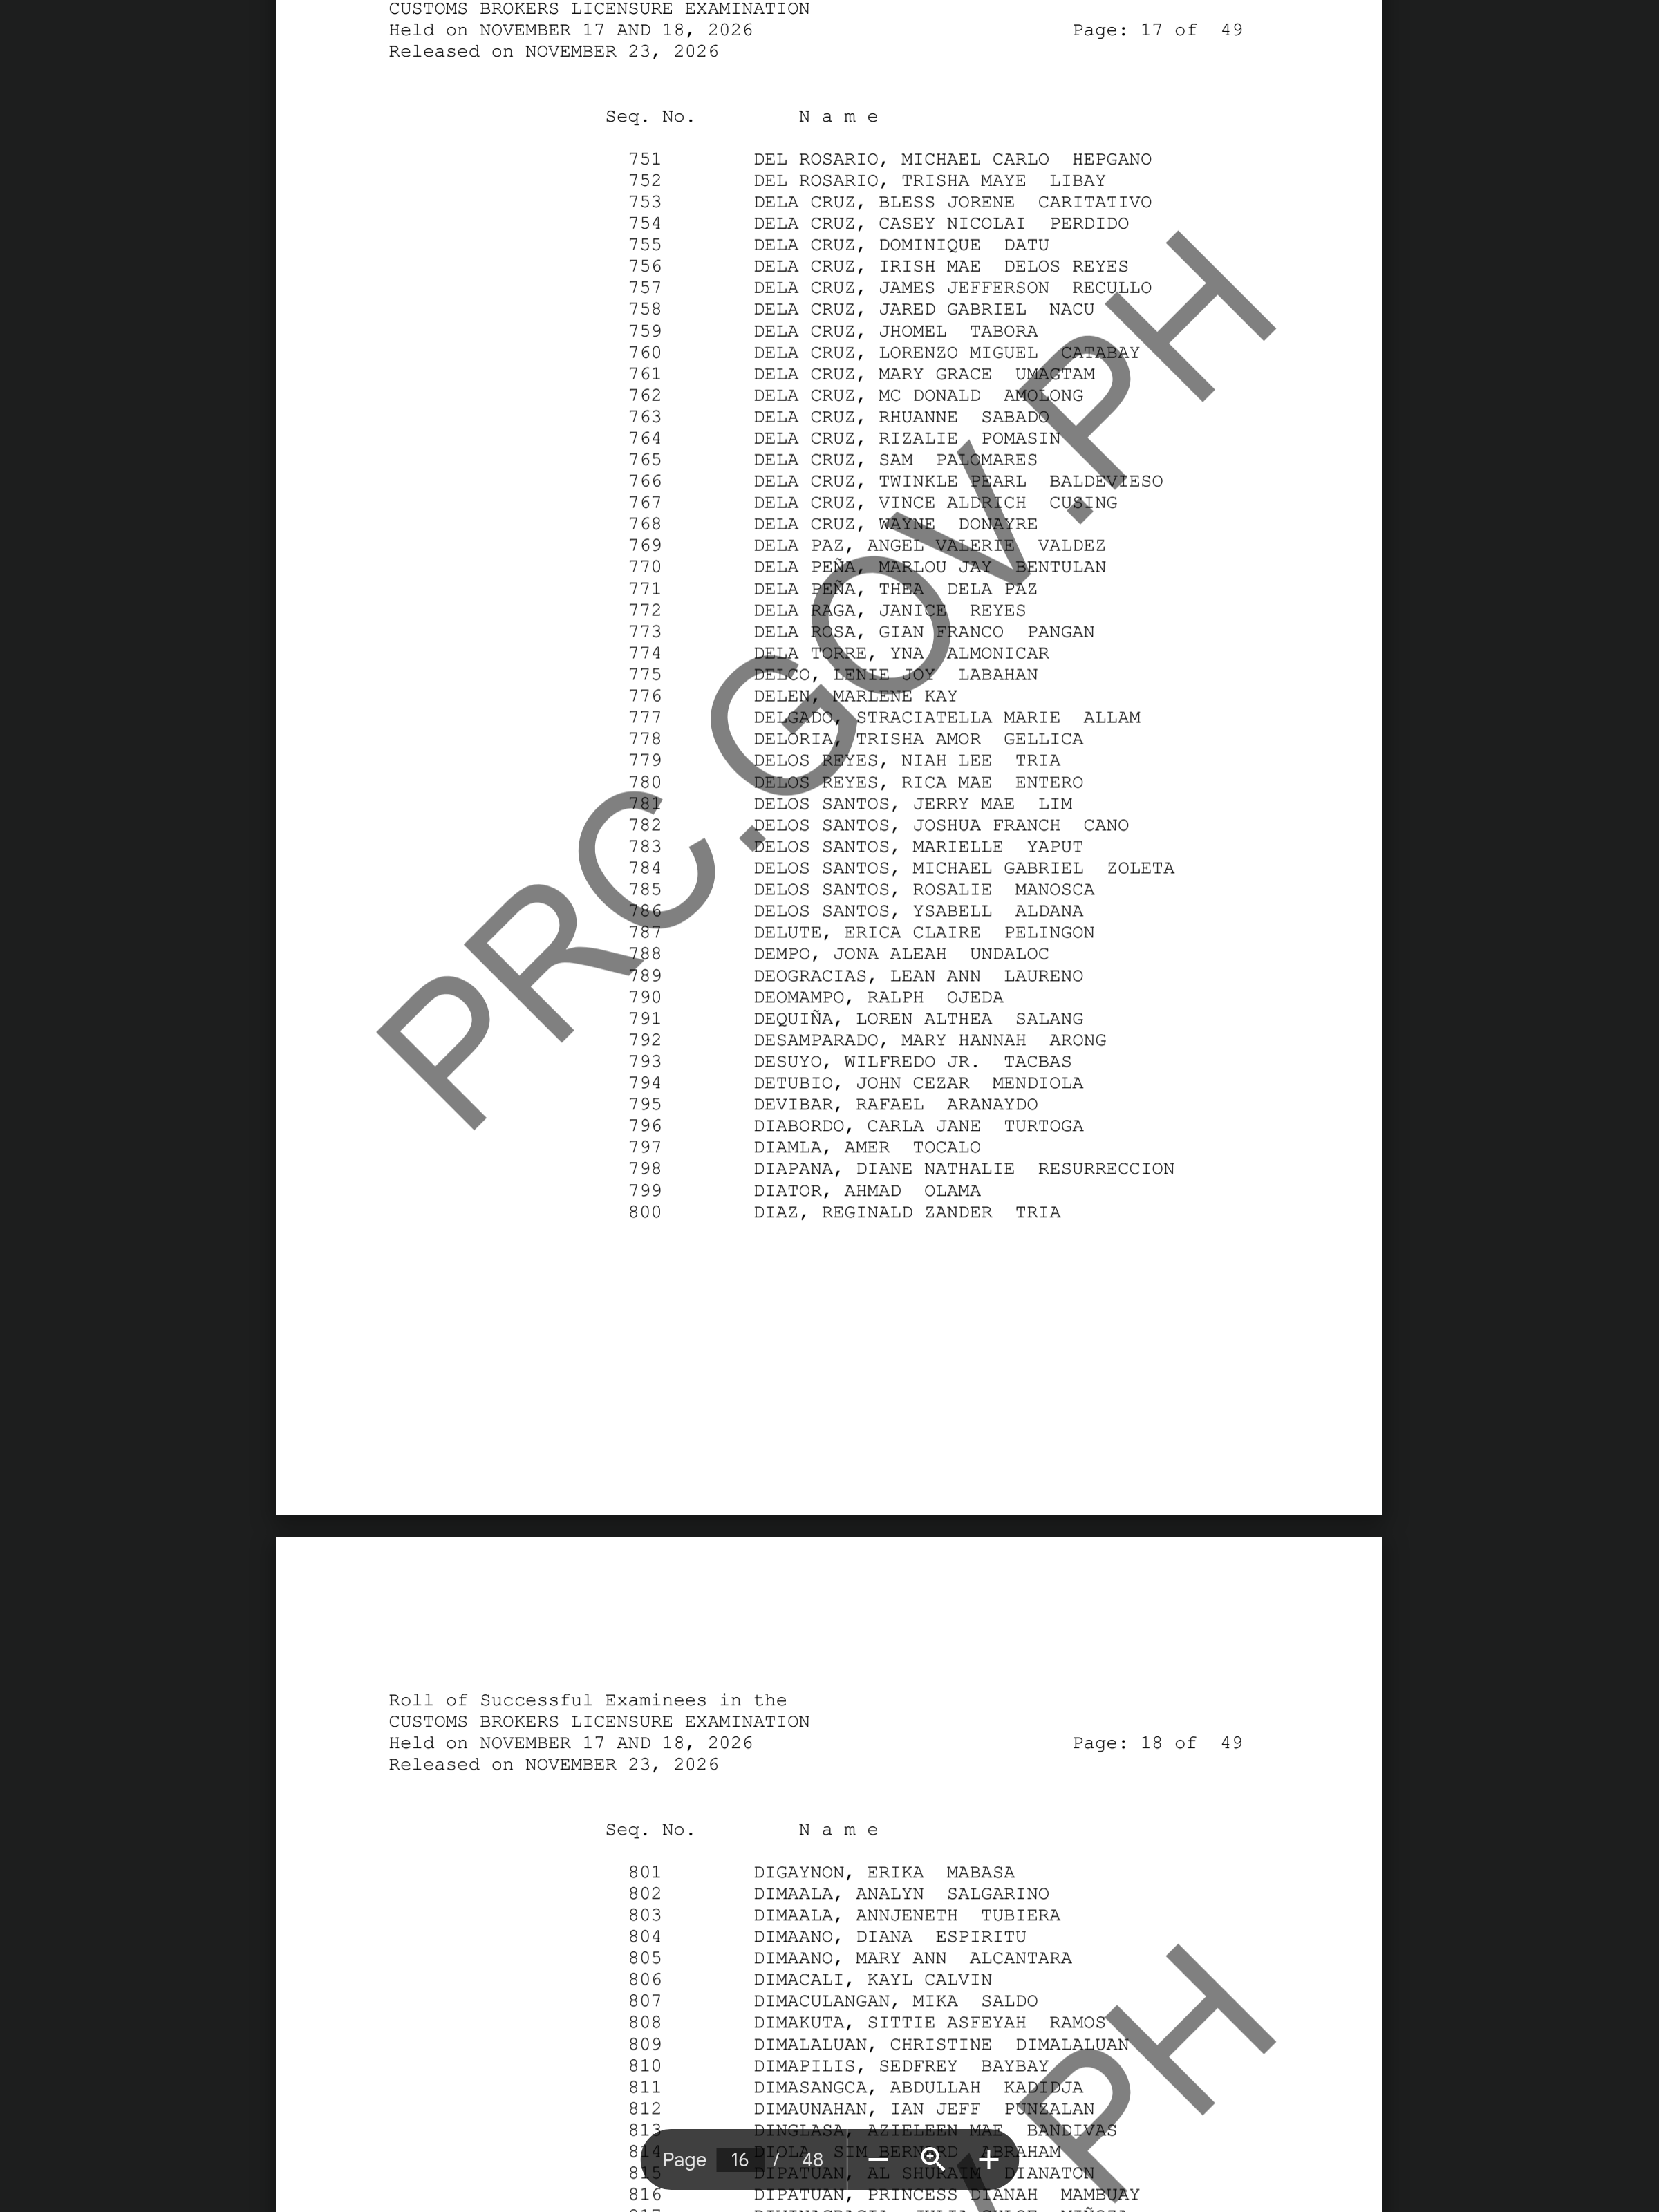 CUSTOMS BROKERS LICENSURE EXAMINATION
Held on NOVEMBER 17 AND 18, 2026 Page: 17 of 49
Released on NOVEMBER 23, 2026
Seq. No. N a m e
751 DEL ROSARIO, MICHAEL CARLO HEPGANO
752 DEL ROSARIO, TRISHA MAYE LIBAY
753 DELA CRUZ, BLESS JORENE CARITATIVO
754 DELA CRUZ, CASEY NICOLAI PERDIDO
755 DELA CRUZ, DOMINIQUE DATU
756 DELA CRUZ, IRISH MAE DELOS REYES
757 DELA CRUZ, JAMES JEFFERSON RECULLO
758 DELA CRUZ, JARED GABRIEL NACU
759 DELA CRUZ, JHOMEL TABORA
760 DELA CRUZ, LORENZO MIGUEL CATABAY
761 DELA CRUZ, MARY GRACE UMAGTAM
762 DELA CRUZ, MC DONALD AMOLONG
763 DELA CRUZ, RHUANNE SABADO
764 DELA CRUZ, RIZALIE POMASIN
765 DELA CRUZ, SAM PALOMARES
766 DELA CRUZ, TWINKLE PEARL BALDEVIESO
767 DELA CRUZ, VINCE ALDRICH CUSING
768 DELA CRUZ, WAYNE DONAYRE
769 DELA PAZ, ANGEL VALERIE VALDEZ
770 DELA PEÑA, MARLOU JAY BENTULAN
771 DELA PEÑA, THEA DELA PAZ
772 DELA RAGA, JANICE REYES
773 DELA ROSA, GIAN FRANCO PANGAN
774 DELA TORRE, YNA ALMONICAR
775 DELCO, LENIE JOY LABAHAN
776 DELEN, MARLENE KAY
777 DELGADO, STRACIATELLA MARIE ALLAM
778 DELORIA, TRISHA AMOR GELLICA
779 DELOS REYES, NIAH LEE TRIA
780 DELOS REYES, RICA MAE ENTERO
781 DELOS SANTOS, JERRY MAE LIM
782 DELOS SANTOS, JOSHUA FRANCH CANO
783 DELOS SANTOS, MARIELLE YAPUT
784 DELOS SANTOS, MICHAEL GABRIEL ZOLETA
785 DELOS SANTOS, ROSALIE MANOSCA
786 DELOS SANTOS, YSABELL ALDANA
787 DELUTE, ERICA CLAIRE PELINGON
788 DEMPO, JONA ALEAH UNDALOC
789 DEOGRACIAS, LEAN ANN LAURENO
790 DEOMAMPO, RALPH OJEDA
791 DEQUIÑA, LOREN ALTHEA SALANG
792 DESAMPARADO, MARY HANNAH ARONG
793 DESUYO, WILFREDO JR. TACBAS
794 DETUBIO, JOHN CEZAR MENDIOLA
795 DEVIBAR, RAFAEL ARANAYDO
796 DIABORDO, CARLA JANE TURTOGA
797 DIAMLA, AMER TOCALO
798 DIAPANA, DIANE NATHALIE RESURRECCION
799 DIATOR, AHMAD OLAMA
800 DIAZ, REGINALD ZANDER TRIA
PRC.GOV.PH
Roll of Successful Examinees in the
CUSTOMS BROKERS LICENSURE EXAMINATION
Held on NOVEMBER 17 AND 18, 2026 Page: 18 of 49
Released on NOVEMBER 23, 2026
Seq. No. N a m e
801 DIGAYNON, ERIKA MABASA
802 DIMAALA, ANALYN SALGARINO
803 DIMAALA, ANNJENETH TUBIERA
804 DIMAANO, DIANA ESPIRITU
805 DIMAANO, MARY ANN ALCANTARA
806 DIMACALI, KAYL CALVIN
807 DIMACULANGAN, MIKA SALDO
808 DIMAKUTA, SITTIE ASFEYAH RAMOS
809 DIMALALUAN, CHRISTINE DIMALALUAN
810 DIMAPILIS, SEDFREY BAYBAY
811 DIMASANGCA, ABDULLAH KADIDJA
812 DIMAUNAHAN, IAN JEFF PUNZALAN
813 DINGLASA, AZIELEEN MAE BANDIVAS
814 DIOLA, SIM BERNARD ABRAHAM
815 DIPATUAN, AL SHURAIM DIANATON
816 DIPATUAN, PRINCESS DIANAH MAMBUAY
PH
Page 16 / 48